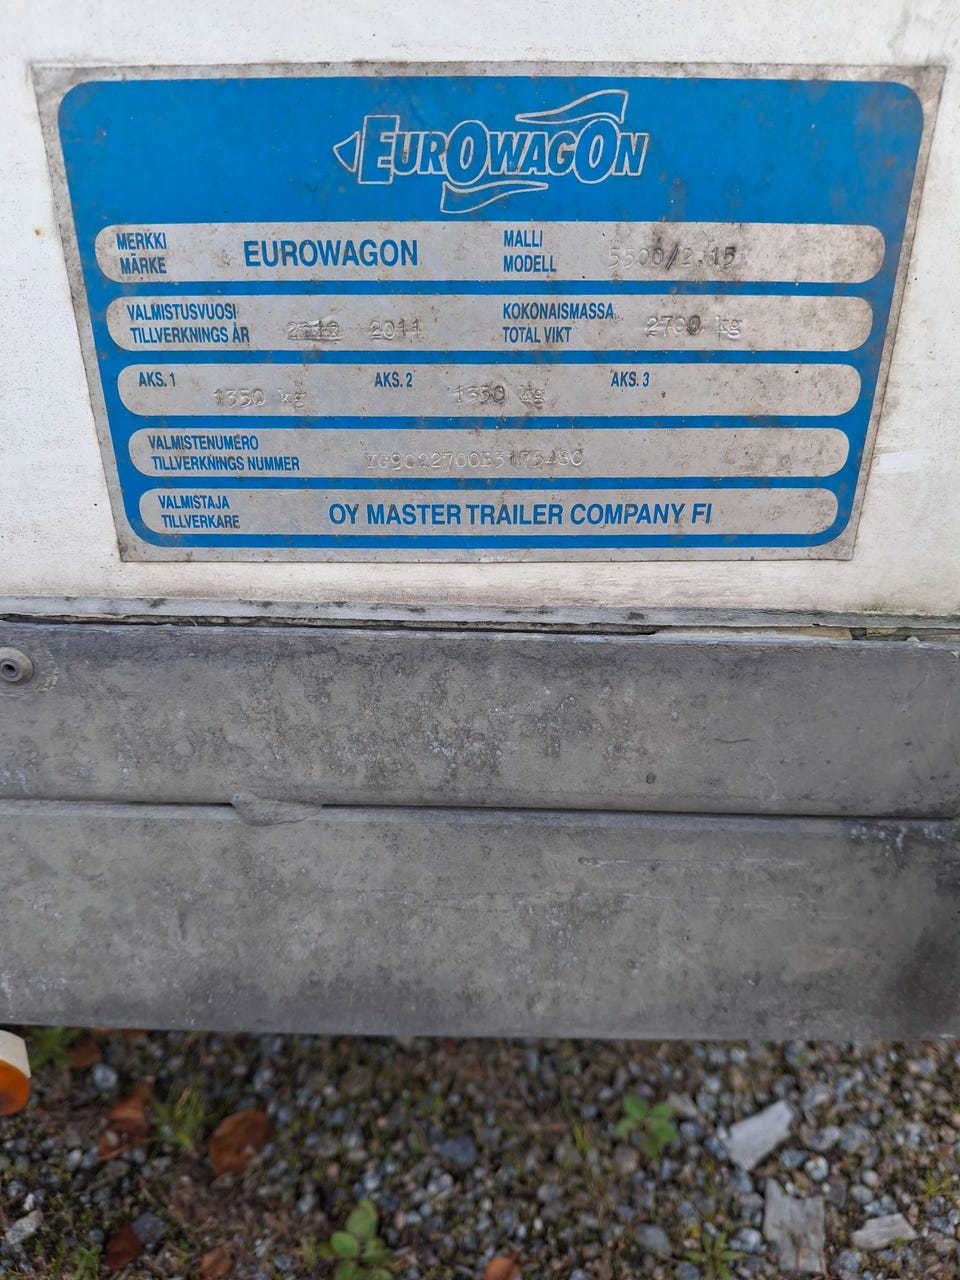 EUROWAGON
MERKKI
MÄRKE
EUROWAGON
MALLI
MODELL
5500/2.15
VALMISTUSVUOSI
TILLVERKNINGS ÅR
2011
KOKONAISMASSA
TOTAL VIKT
2700 kg
AKS. 1
1350 kg
AKS. 2
1350 kg
AKS. 3
VALMISTENUMERO
TILLVERKNINGS NUMMER
VALMISTAJA
TILLVERKARE
OY MASTER TRAILER COMPANY FI